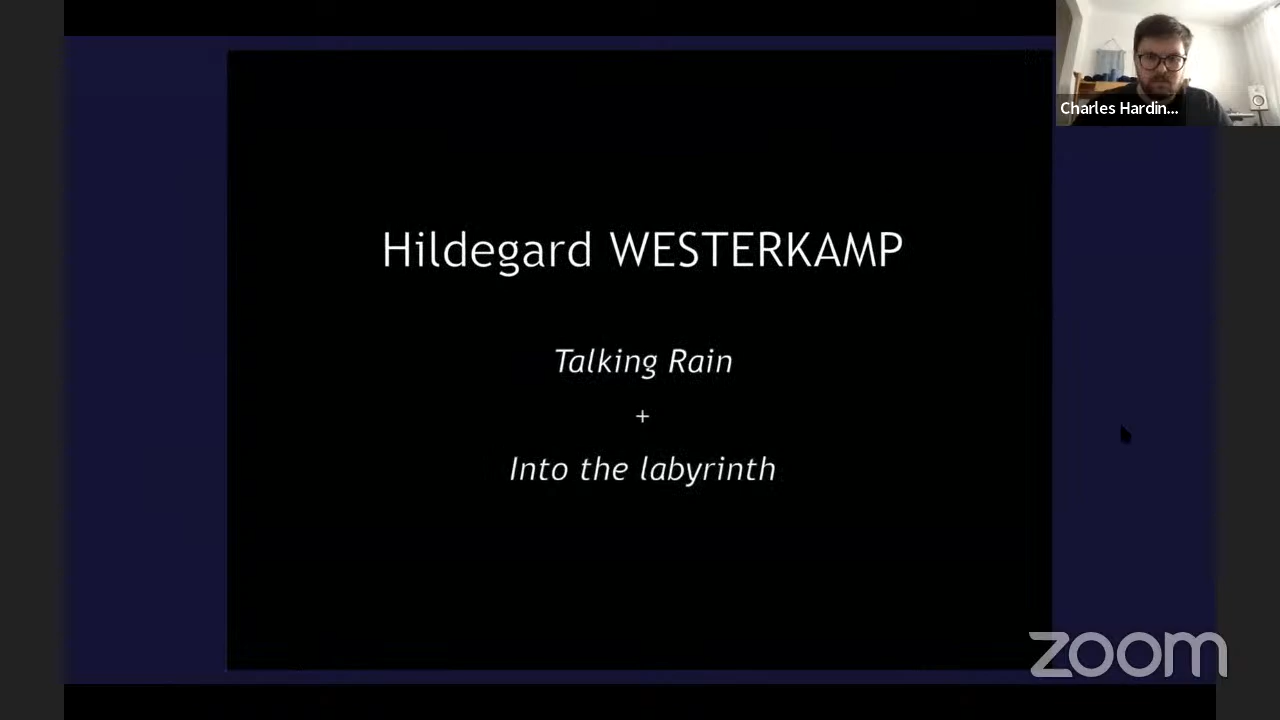 Charles Hardin...
Hildegard WESTERKAMP
Talking Rain
+
Into the labyrinth
zoom